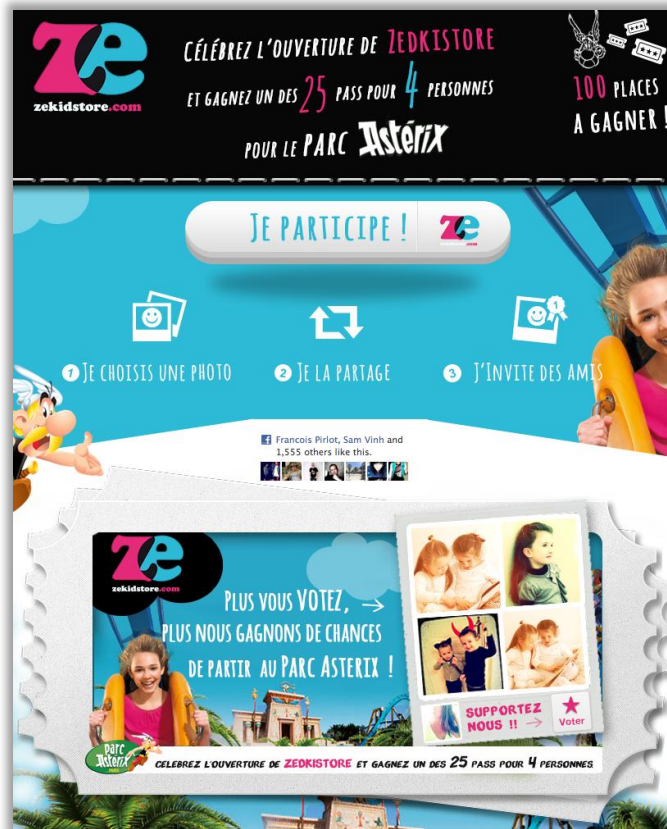 ze
zekidstore.com
CÉLÉBREZ L'OUVERTURE DE ZEDKISTORE
ET GAGNEZ UN DES 25 PASS POUR 4 PERSONNES
POUR LE PARC Astérix
100 PLACES
A GAGNER !
JE PARTICIPE !
ze
1 JE CHOISIS UNE PHOTO
2 JE LA PARTAGE
3 J'INVITE DES AMIS
1
Francois Pirlot, Sam Vinh and
1,555 others like this.
ze
zekidstore.com
PLUS VOUS VOTEZ,
PLUS NOUS GAGNONS DE CHANCES
DE PARTIR AU PARC ASTERIX !
SUPPORTEZ
NOUS !!
Voter
Parc
Astérix
CELEBREZ L'OUVERTURE DE ZEDKISTORE ET GAGNEZ UN DES 25 PASS POUR 4 PERSONNES